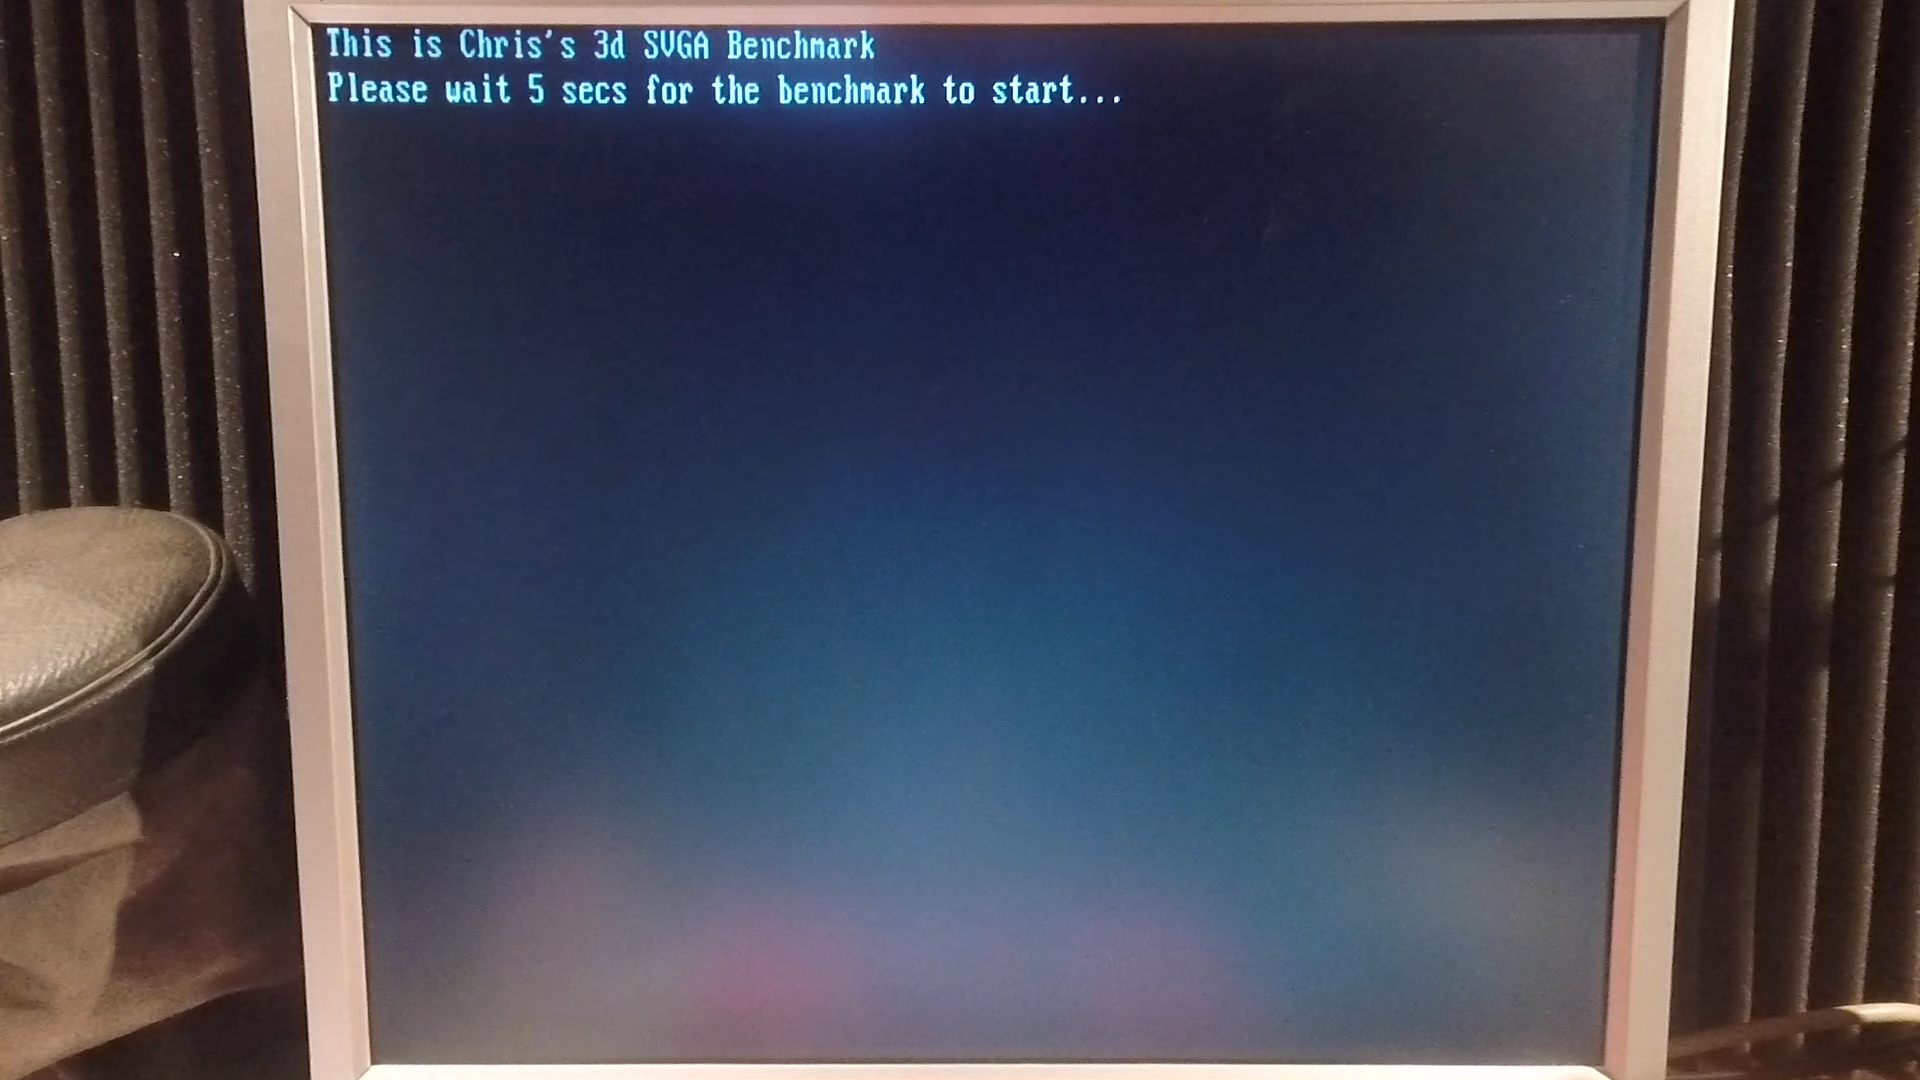 This is Chris's 3d SVGA Benchmark
Please wait 5 secs for the benchmark to start...